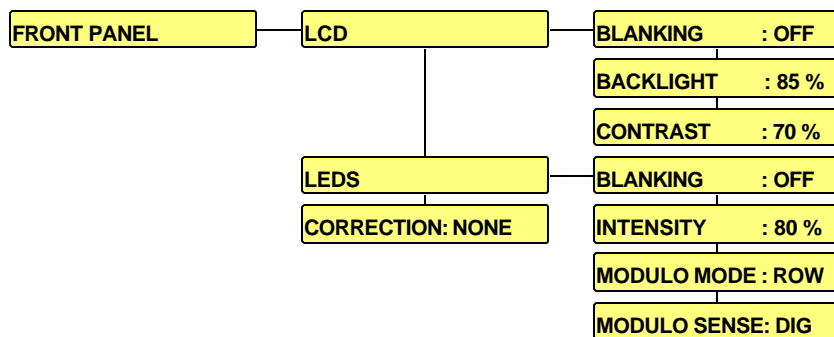 FRONT PANEL
LCD
BLANKING : OFF
BACKLIGHT : 85 %
CONTRAST : 70 %
LEDS
BLANKING : OFF
CORRECTION: NONE
INTENSITY : 80 %
MODULO MODE : ROW
MODULO SENSE: DIG